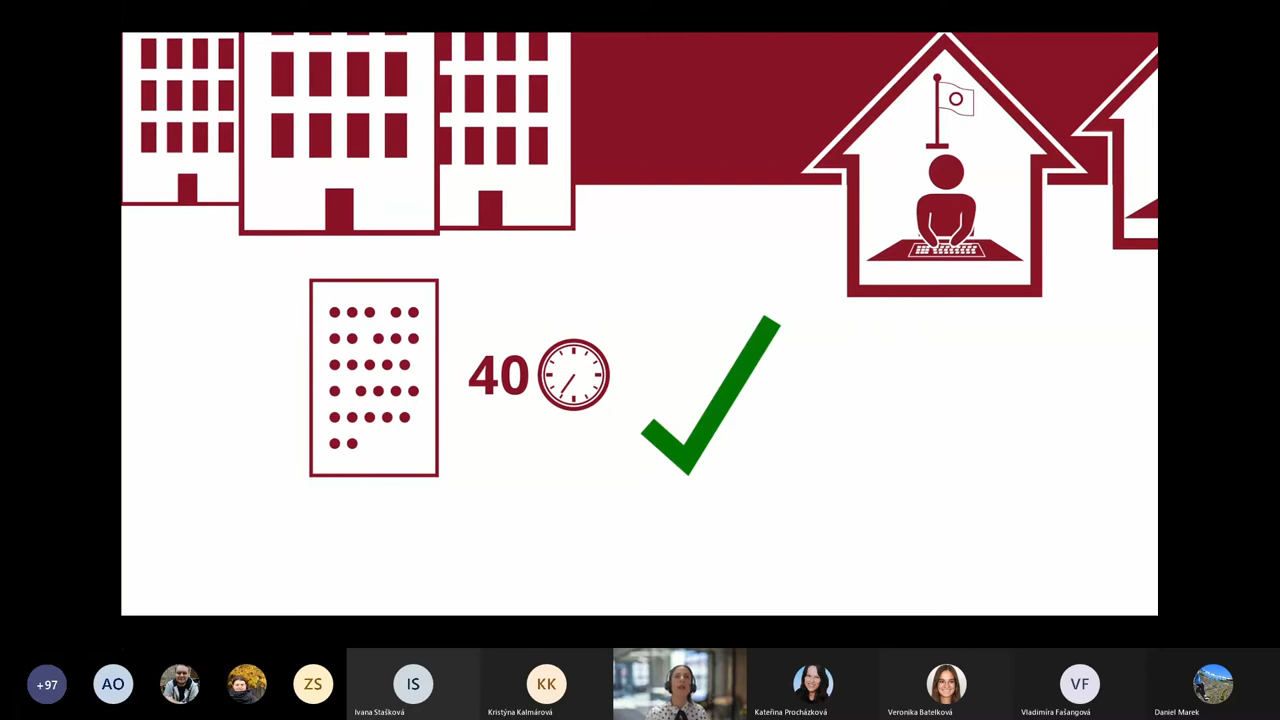 40
+97
AO
ZS
IS
Ivana Stašková
KK
Kristýna Kalmárová
Kateřina Procházková
Veronika Batelková
VF
Vladimíra Fašangová
Daniel Marek